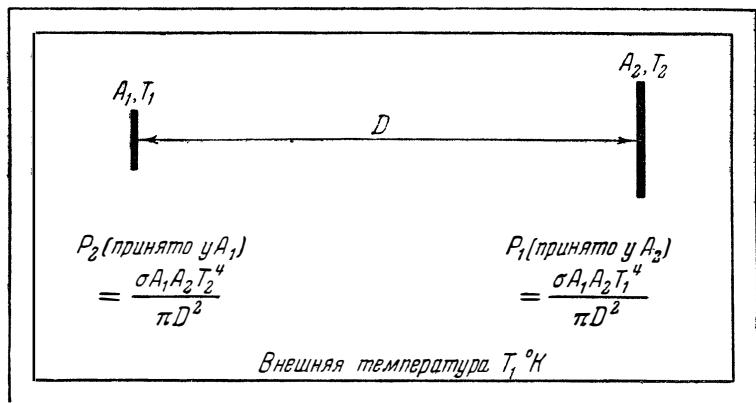 A₁, T₁
A₂, T₂
D
P₂ (принято у A₁)
= σA₁A₂T₂⁴ / πD²
P₁ (принято у A₂)
= σA₁A₂T₁⁴ / πD²
Внешняя температура T₁ °K